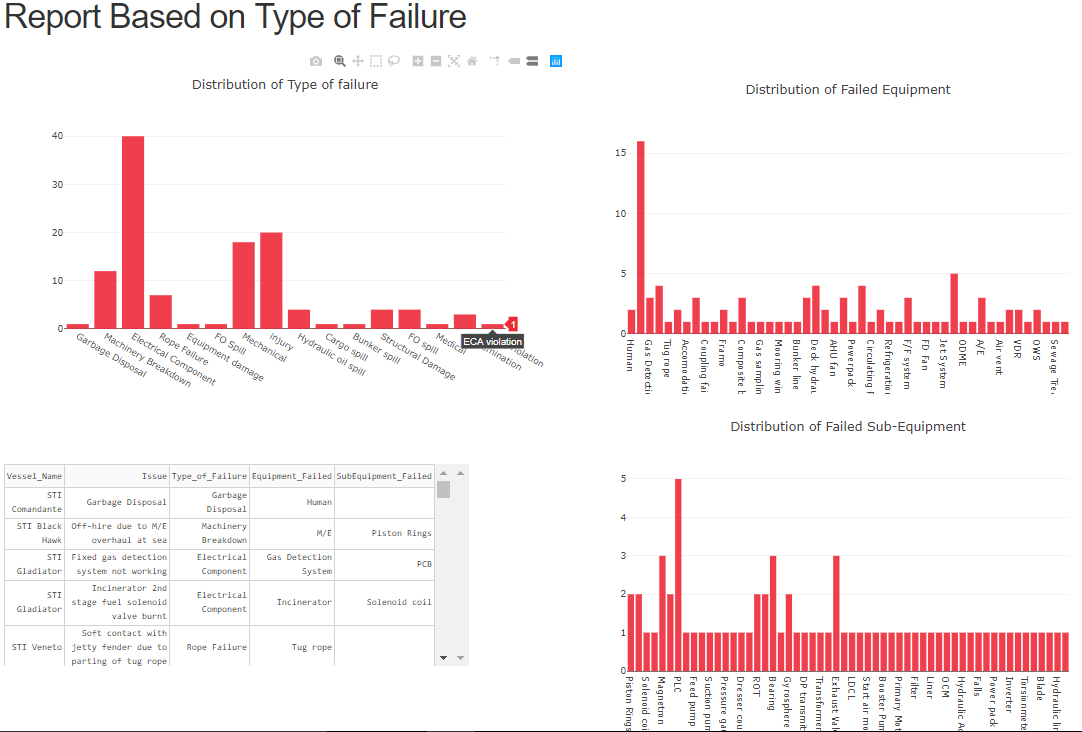 Report Based on Type of Failure
Distribution of Type of failure
40
30
20
10
0
Garbage Disposal
Machinery Breakdown
Electrical Component
Rope Failure
Equipment damage
FO Spill
Mechanical
Injury
Hydraulic oil spill
Cargo spill
Bunker spill
Structural Damage
FO spill
Medical
1
ECA violation
Distribution of Failed Equipment
15
10
5
0
Human
Gas Detecti
Tug rope
Accomodati
Coupling fai
Framo
Composite b
Gas samplin
Mooring win
Bunker line
Deck hydrau
AHU fan
Powerpack
Circulating F
Refrigeratio
F/F system
FD Fan
Jet System
ODME
A/E
Air vent
VDR
OWS
Sewage Tre
Distribution of Failed Sub-Equipment
5
4
3
2
1
0
Piston Rings
Solenoid coi
Magnetron
PLC
Feed pump
Suction pum
Pressure gau
Dresser cou
ROT
Bearing
Gyrosphere
DP transmit
Transformer
Exhaust Val
LDCL
Start air mo
Booster Pum
Primary Mot
Filter
Liner
OCM
Hydraulic Ac
Falls
Power pack
Inverter
Torsionmete
Blade
Hydraulic lin
Vessel_Name Issue Type_of_Failure Equipment_Failed SubEquipment_Failed
STI Comandante Garbage Disposal Garbage Disposal Human
STI Black Hawk Off-hire due to M/E overhaul at sea Machinery Breakdown M/E Piston Rings
STI Gladiator Fixed gas detection system not working Electrical Component Gas Detection System PCB
STI Gladiator Incinerator 2nd stage fuel solenoid valve burnt Electrical Component Incinerator Solenoid coil
STI Veneto Soft contact with jetty fender due to parting of tug rope Rope Failure Tug rope